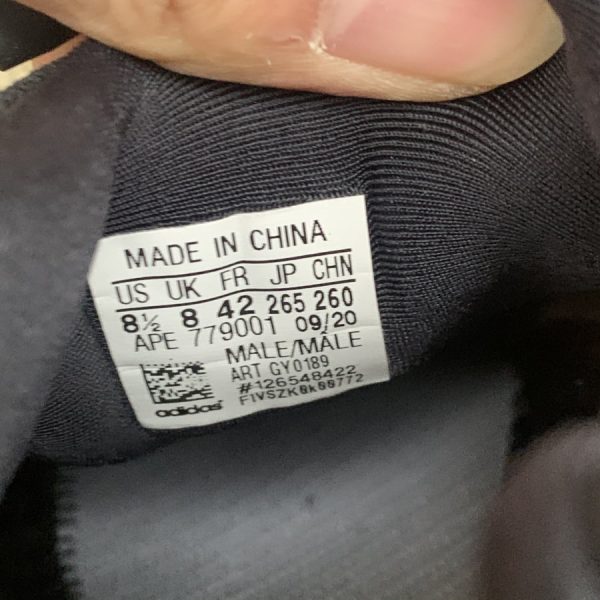 MADE IN CHINA
US UK FR JP CHN
8½ 8 42 265 260
APE 779001 09/20
MALE/MALE
ART GY0189
#126548422
F1VSZK0k00772
adidas